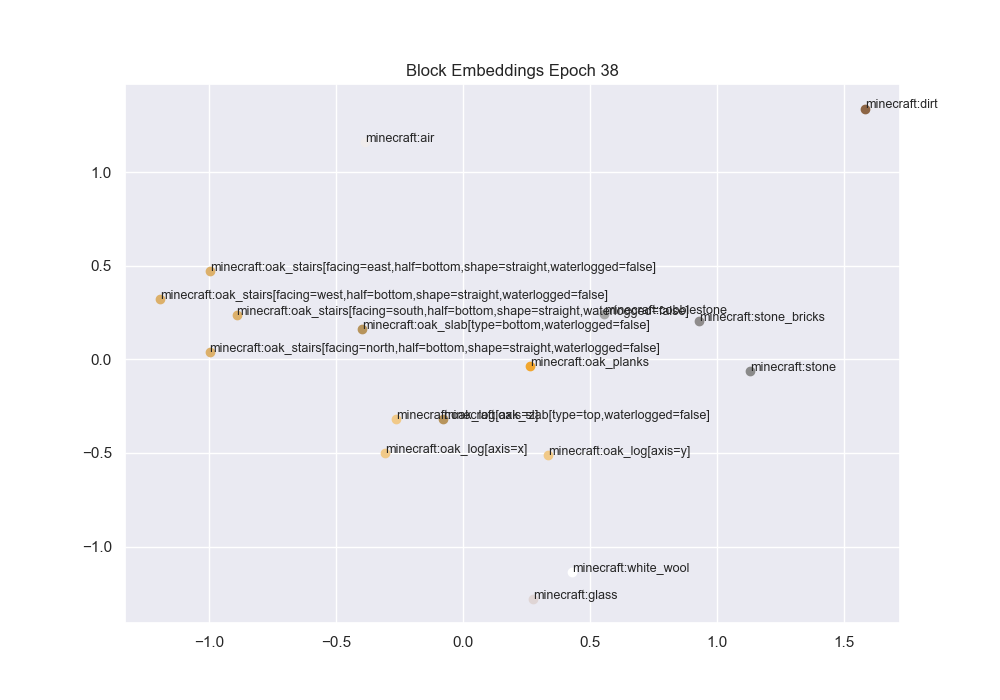 Block Embeddings Epoch 38
minecraft:dirt
minecraft:air
1.0
minecraft:oak_stairs[facing=east,half=bottom,shape=straight,waterlogged=false]
0.5
minecraft:oak_stairs[facing=west,half=bottom,shape=straight,waterlogged=false]
minecraft:oak_stairs[facing=south,half=bottom,shape=straight,waterlogged=false]
minecraft:cobblestone
minecraft:stone_bricks
minecraft:oak_slab[type=bottom,waterlogged=false]
minecraft:oak_stairs[facing=north,half=bottom,shape=straight,waterlogged=false]
0.0
minecraft:oak_planks
minecraft:stone
minecraft:oak_log[axis=z]
minecraft:oak_slab[type=top,waterlogged=false]
minecraft:oak_log[axis=x]
minecraft:oak_log[axis=y]
−0.5
−1.0
minecraft:white_wool
minecraft:glass
−1.0 −0.5 0.0 0.5 1.0 1.5